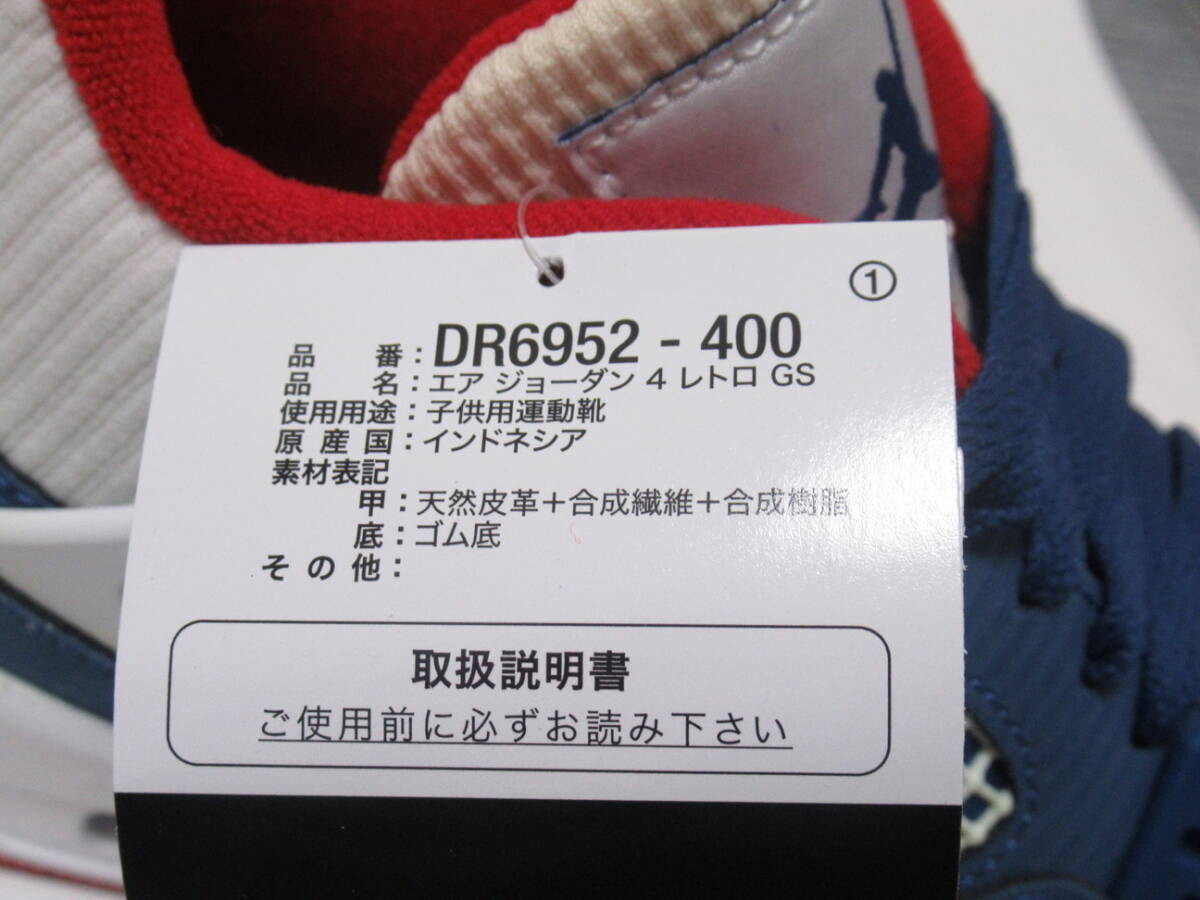 ①
品 番：DR6952 - 400
品 名：エア ジョーダン 4 レトロ GS
使用用途：子供用運動靴
原 産 国：インドネシア
素材表記
甲：天然皮革＋合成繊維＋合成樹脂
底：ゴム底
そ の 他：
取扱説明書
ご使用前に必ずお読み下さい